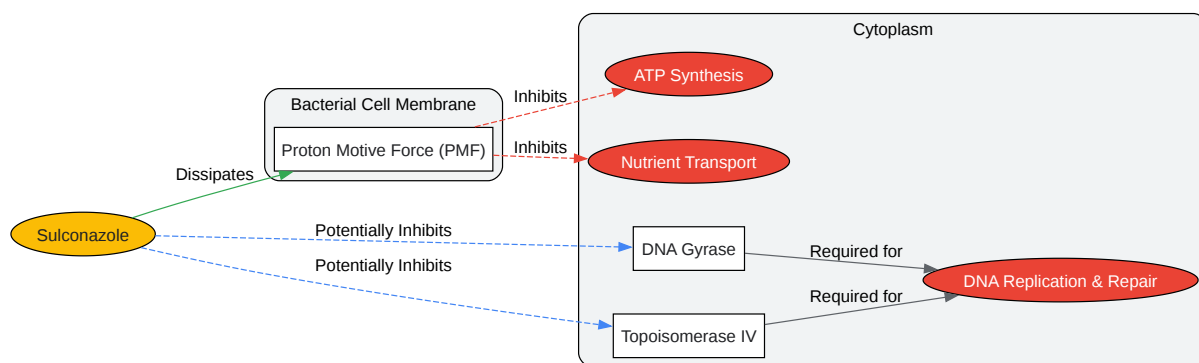 Cytoplasm
ATP Synthesis
Inhibits
Bacterial Cell Membrane
Proton Motive Force (PMF)
Inhibits
Nutrient Transport
Dissipates
Sulconazole
Potentially Inhibits
DNA Gyrase
Required for
Potentially Inhibits
DNA Replication & Repair
Required for
Topoisomerase IV